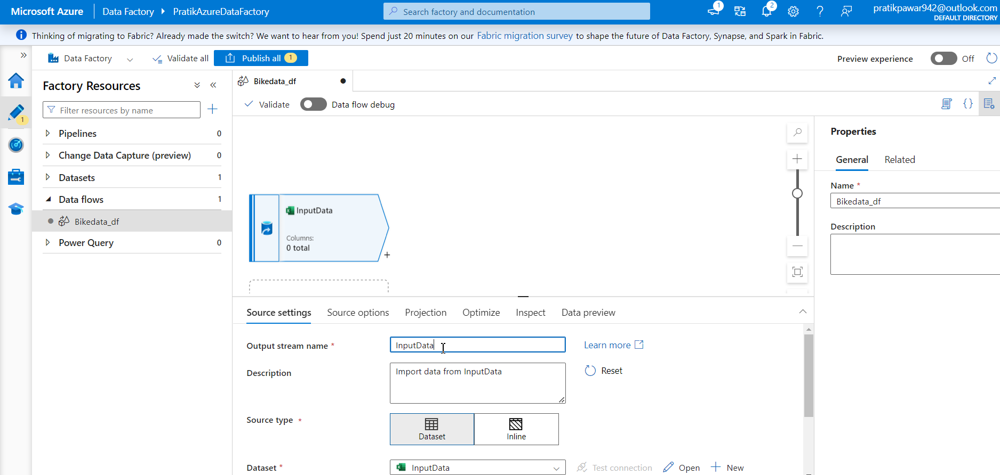 Microsoft Azure
Data Factory
PratikAzureDataFactory
Search factory and documentation
1
2
pratikpawar942@outlook.com
DEFAULT DIRECTORY
Thinking of migrating to Fabric? Already made the switch? We want to hear from you! Spend just 20 minutes on our Fabric migration survey to shape the future of Data Factory, Synapse, and Spark in Fabric.
Data Factory
Validate all
Publish all 1
Preview experience
Off
1
Factory Resources
Filter resources by name
Pipelines 0
Change Data Capture (preview) 0
Datasets 1
Data flows 1
Bikedata_df
Power Query 0
Bikedata_df
Validate
Data flow debug
{}
InputData
Columns:
0 total
Properties
General
Related
Name *
Bikedata_df
Description
Source settings
Source options
Projection
Optimize
Inspect
Data preview
Output stream name *
InputData
Learn more
Description
Import data from InputData
Reset
Source type *
Dataset
Inline
Dataset *
InputData
Test connection
Open
New